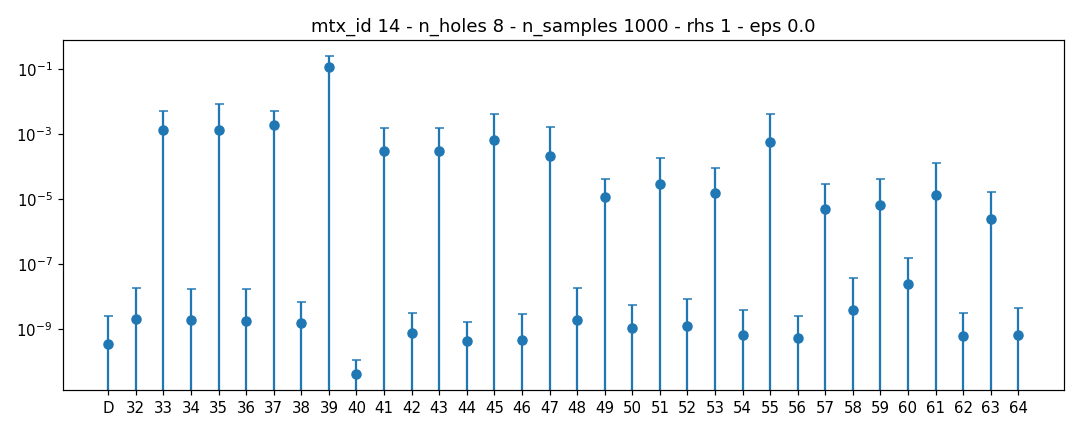 mtx_id 14 - n_holes 8 - n_samples 1000 - rhs 1 - eps 0.0
10⁻¹
10⁻³
10⁻⁵
10⁻⁷
10⁻⁹
D 32 33 34 35 36 37 38 39 40 41 42 43 44 45 46 47 48 49 50 51 52 53 54 55 56 57 58 59 60 61 62 63 64